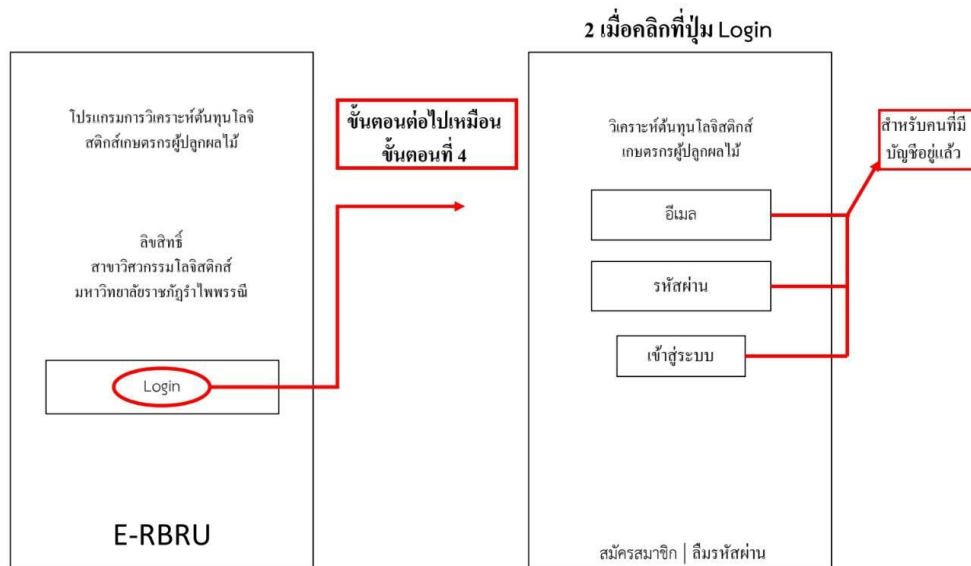 2 เมื่อคลิกที่ปุ่ม Login
โปรแกรมการวิเคราะห์ต้นทุนโลจิ
สติกส์เกษตรกรผู้ปลูกผลไม้
ลิขสิทธิ์
สาขาวิศวกรรมโลจิสติกส์
มหาวิทยาลัยราชภัฏรำไพพรรณี
Login
E-RBRU
ขั้นตอนต่อไปเหมือน
ขั้นตอนที่ 4
วิเคราะห์ต้นทุนโลจิสติกส์
เกษตรกรผู้ปลูกผลไม้
อีเมล
รหัสผ่าน
เข้าสู่ระบบ
สมัครสมาชิก | ลืมรหัสผ่าน
สำหรับคนที่มี
บัญชีอยู่แล้ว